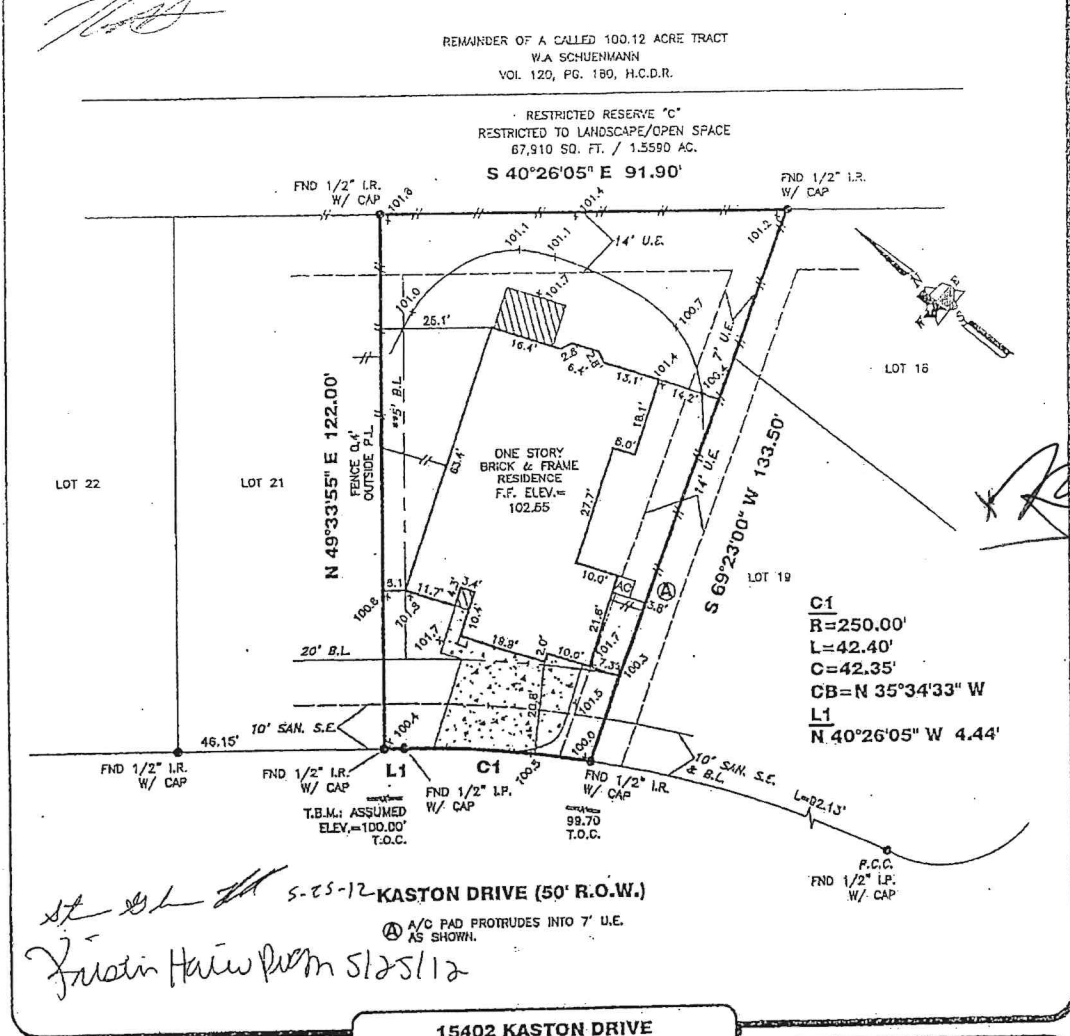 REMAINDER OF A CALLED 100.12 ACRE TRACT
W.A SCHUENMANN
VOL 120, PG. 180, H.C.D.R.
RESTRICTED RESERVE "C"
RESTRICTED TO LANDSCAPE/OPEN SPACE
67,910 SQ. FT. / 1.5590 AC.
S 40°26'05" E 91.90'
FND 1/2" I.R.
W/ CAP
FND 1/2" I.R.
W/ CAP
101.4
101.2
101.1
101.1
14' U.E.
101.7
101.0
100.7
25.1'
16.4'
2.8'
6.4'
2.8'
101.4
15.1'
14.2'
100.4
7' U.E.
LOT 18
N 49°33'55" E 122.00'
FENCE 0.4'
OUTSIDE P.L.
**5' B.L.
63.4'
18.1'
6.0'
ONE STORY
BRICK & FRAME
RESIDENCE
F.F. ELEV.=
102.65
27.7'
14' U.E.
S 69°23'00" W 133.50'
LOT 22
LOT 21
LOT 19
10.0'
AC
A
3.8'
5.1
11.7'
4.3'
3.4'
10.4'
100.8
101.8
101.7
21.8'
101.7
19.9'
2.0'
10.0'
7.3'
100.3
20' B.L.
20.8'
101.5
100.0
10' SAN. S.E.
100.4
C1
R=250.00'
L=42.40'
C=42.35'
CB=N 35°34'33" W
L1
N 40°26'05" W 4.44'
46.15'
FND 1/2" I.R.
W/ CAP
FND 1/2" I.R.
W/ CAP
L1
FND 1/2" I.P.
W/ CAP
C1
100.5
FND 1/2" I.R.
W/ CAP
10' SAN. S.E.
& B.L.
L=92.13'
T.B.M.: ASSUMED
ELEV.=100.00'
T.O.C.
99.70
T.O.C.
P.C.C.
FND 1/2" I.P.
W/ CAP
5-25-12 KASTON DRIVE (50' R.O.W.)
A A/C PAD PROTRUDES INTO 7' U.E.
AS SHOWN.
5/25/12
15402 KASTON DRIVE